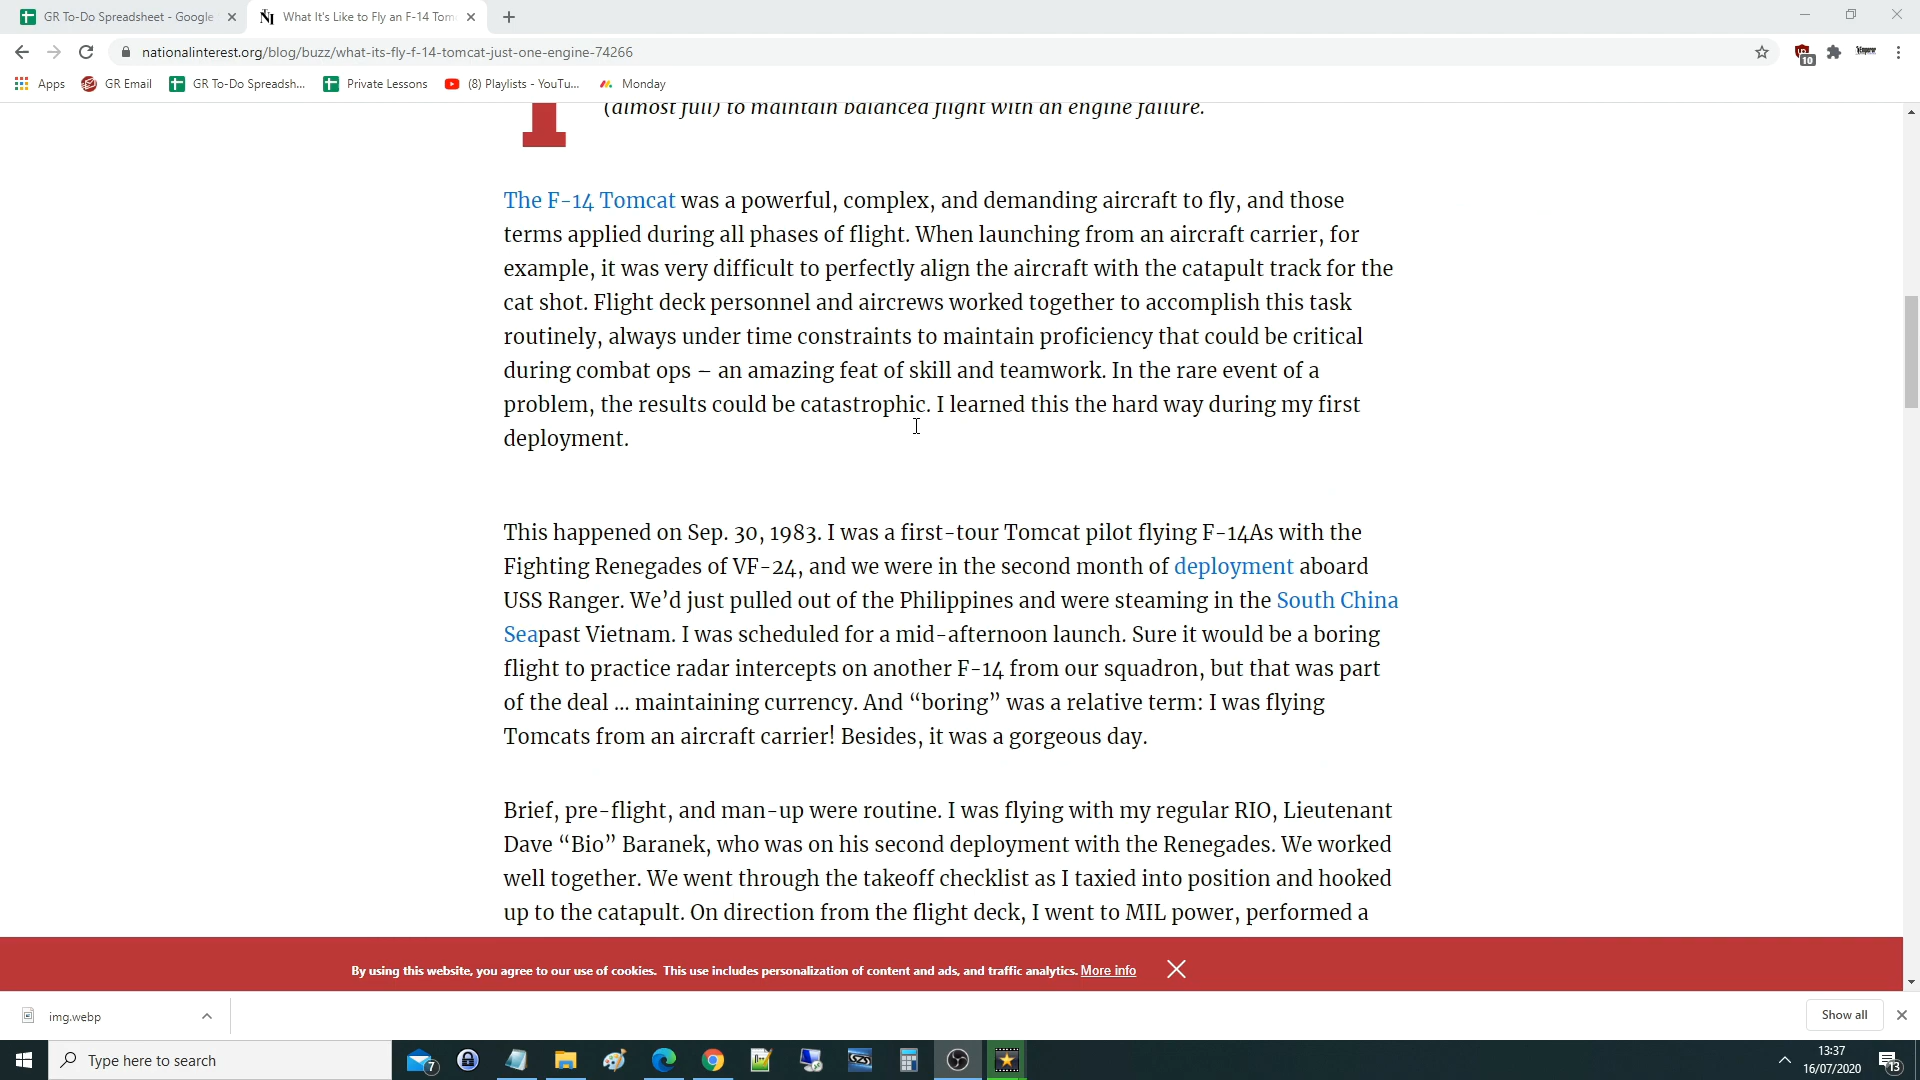 GR To-Do Spreadsheet - Google
What It's Like to Fly an F-14 Tom
nationalinterest.org/blog/buzz/what-its-fly-f-14-tomcat-just-one-engine-74266
10
Apps
GR Email
GR To-Do Spreadsh...
Private Lessons
(8) Playlists - YouTu...
Monday
(almost full) to maintain balanced flight with an engine failure.
The F-14 Tomcat was a powerful, complex, and demanding aircraft to fly, and those
terms applied during all phases of flight. When launching from an aircraft carrier, for
example, it was very difficult to perfectly align the aircraft with the catapult track for the
cat shot. Flight deck personnel and aircrews worked together to accomplish this task
routinely, always under time constraints to maintain proficiency that could be critical
during combat ops – an amazing feat of skill and teamwork. In the rare event of a
problem, the results could be catastrophic. I learned this the hard way during my first
deployment.
This happened on Sep. 30, 1983. I was a first-tour Tomcat pilot flying F-14As with the
Fighting Renegades of VF-24, and we were in the second month of deployment aboard
USS Ranger. We’d just pulled out of the Philippines and were steaming in the South China
Seapast Vietnam. I was scheduled for a mid-afternoon launch. Sure it would be a boring
flight to practice radar intercepts on another F-14 from our squadron, but that was part
of the deal … maintaining currency. And “boring” was a relative term: I was flying
Tomcats from an aircraft carrier! Besides, it was a gorgeous day.
Brief, pre-flight, and man-up were routine. I was flying with my regular RIO, Lieutenant
Dave “Bio” Baranek, who was on his second deployment with the Renegades. We worked
well together. We went through the takeoff checklist as I taxied into position and hooked
up to the catapult. On direction from the flight deck, I went to MIL power, performed a
By using this website, you agree to our use of cookies. This use includes personalization of content and ads, and traffic analytics. More info
img.webp
Show all
Type here to search
7
13:37
16/07/2020
13